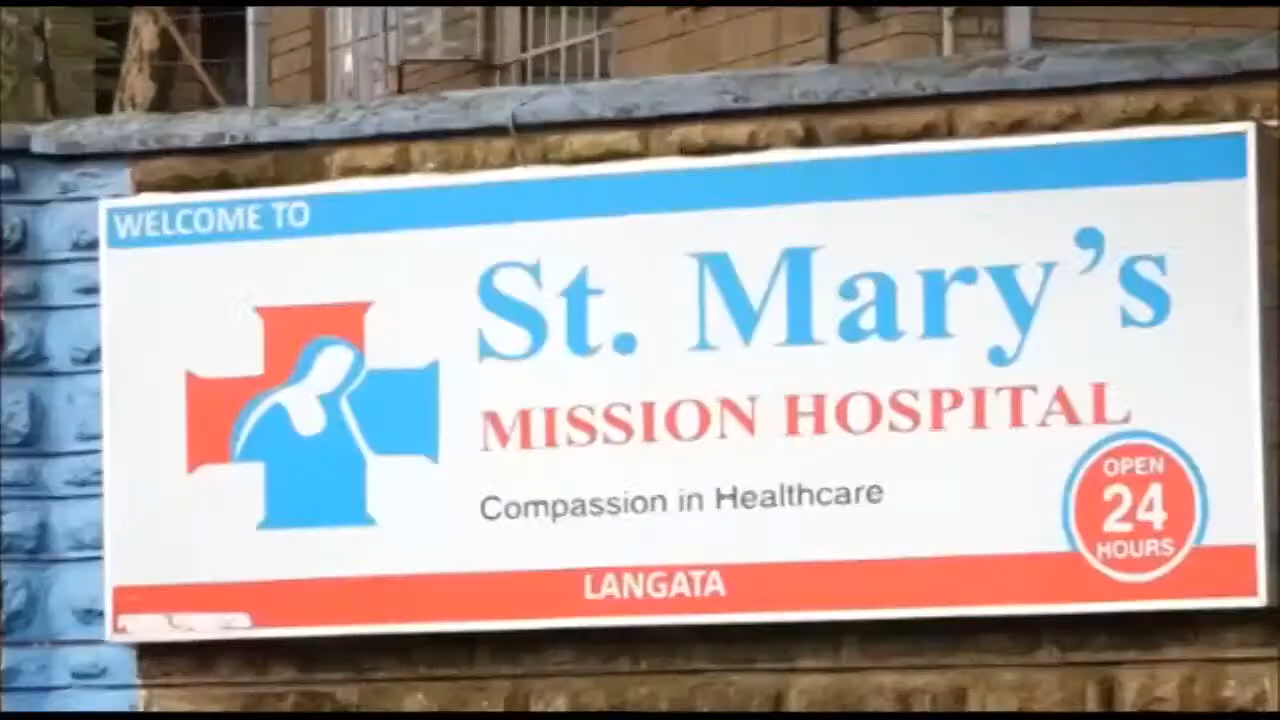 WELCOME TO
St. Mary's
MISSION HOSPITAL
Compassion in Healthcare
OPEN
24
HOURS
LANGATA